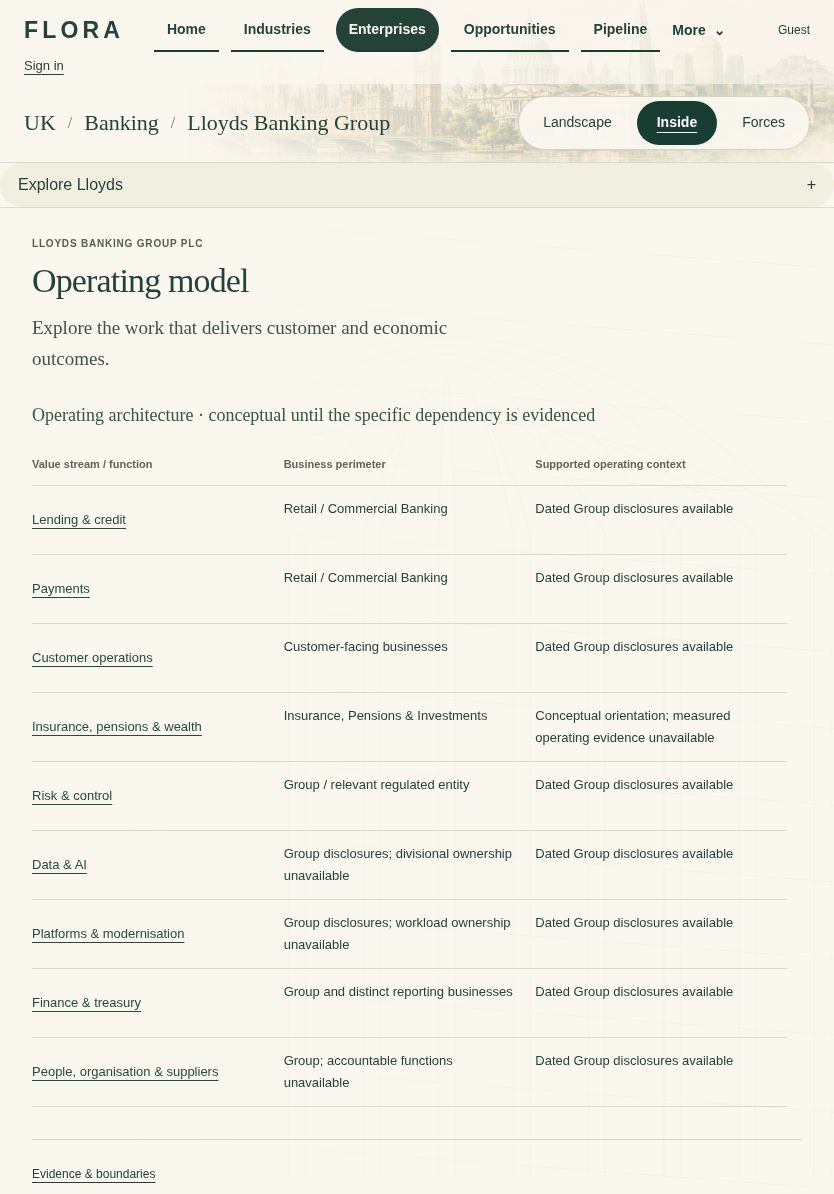 FLORA
Home
Industries
Enterprises
Opportunities
Pipeline
More
Guest
Sign in
UK / Banking / Lloyds Banking Group
Landscape
Inside
Forces
Explore Lloyds +
LLOYDS BANKING GROUP PLC
Operating model
Explore the work that delivers customer and economic
outcomes.
Operating architecture · conceptual until the specific dependency is evidenced
Value stream / function Business perimeter Supported operating context
Lending & credit Retail / Commercial Banking Dated Group disclosures available
Payments Retail / Commercial Banking Dated Group disclosures available
Customer operations Customer-facing businesses Dated Group disclosures available
Insurance, pensions & wealth Insurance, Pensions & Investments Conceptual orientation; measured
operating evidence unavailable
Risk & control Group / relevant regulated entity Dated Group disclosures available
Data & AI Group disclosures; divisional ownership Dated Group disclosures available
unavailable
Platforms & modernisation Group disclosures; workload ownership Dated Group disclosures available
unavailable
Finance & treasury Group and distinct reporting businesses Dated Group disclosures available
People, organisation & suppliers Group; accountable functions Dated Group disclosures available
unavailable
Evidence & boundaries